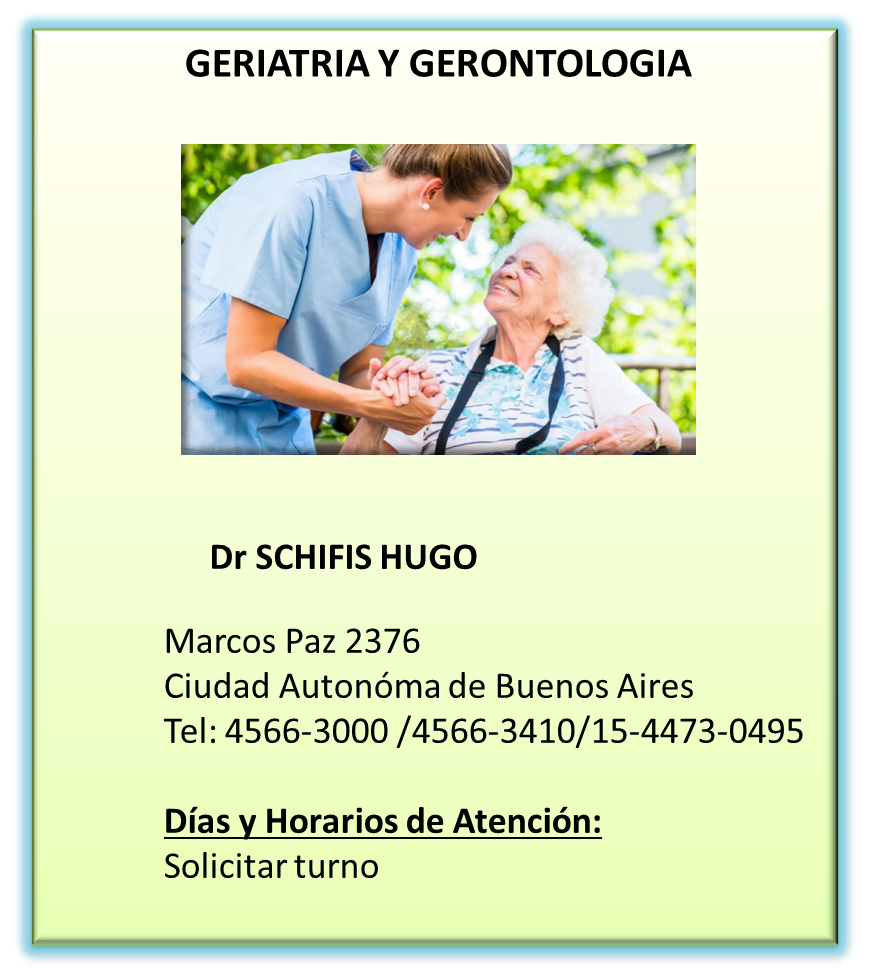 GERIATRIA Y GERONTOLOGIA
Dr SCHIFIS HUGO
Marcos Paz 2376
Ciudad Autonóma de Buenos Aires
Tel: 4566-3000 /4566-3410/15-4473-0495
Días y Horarios de Atención:
Solicitar turno